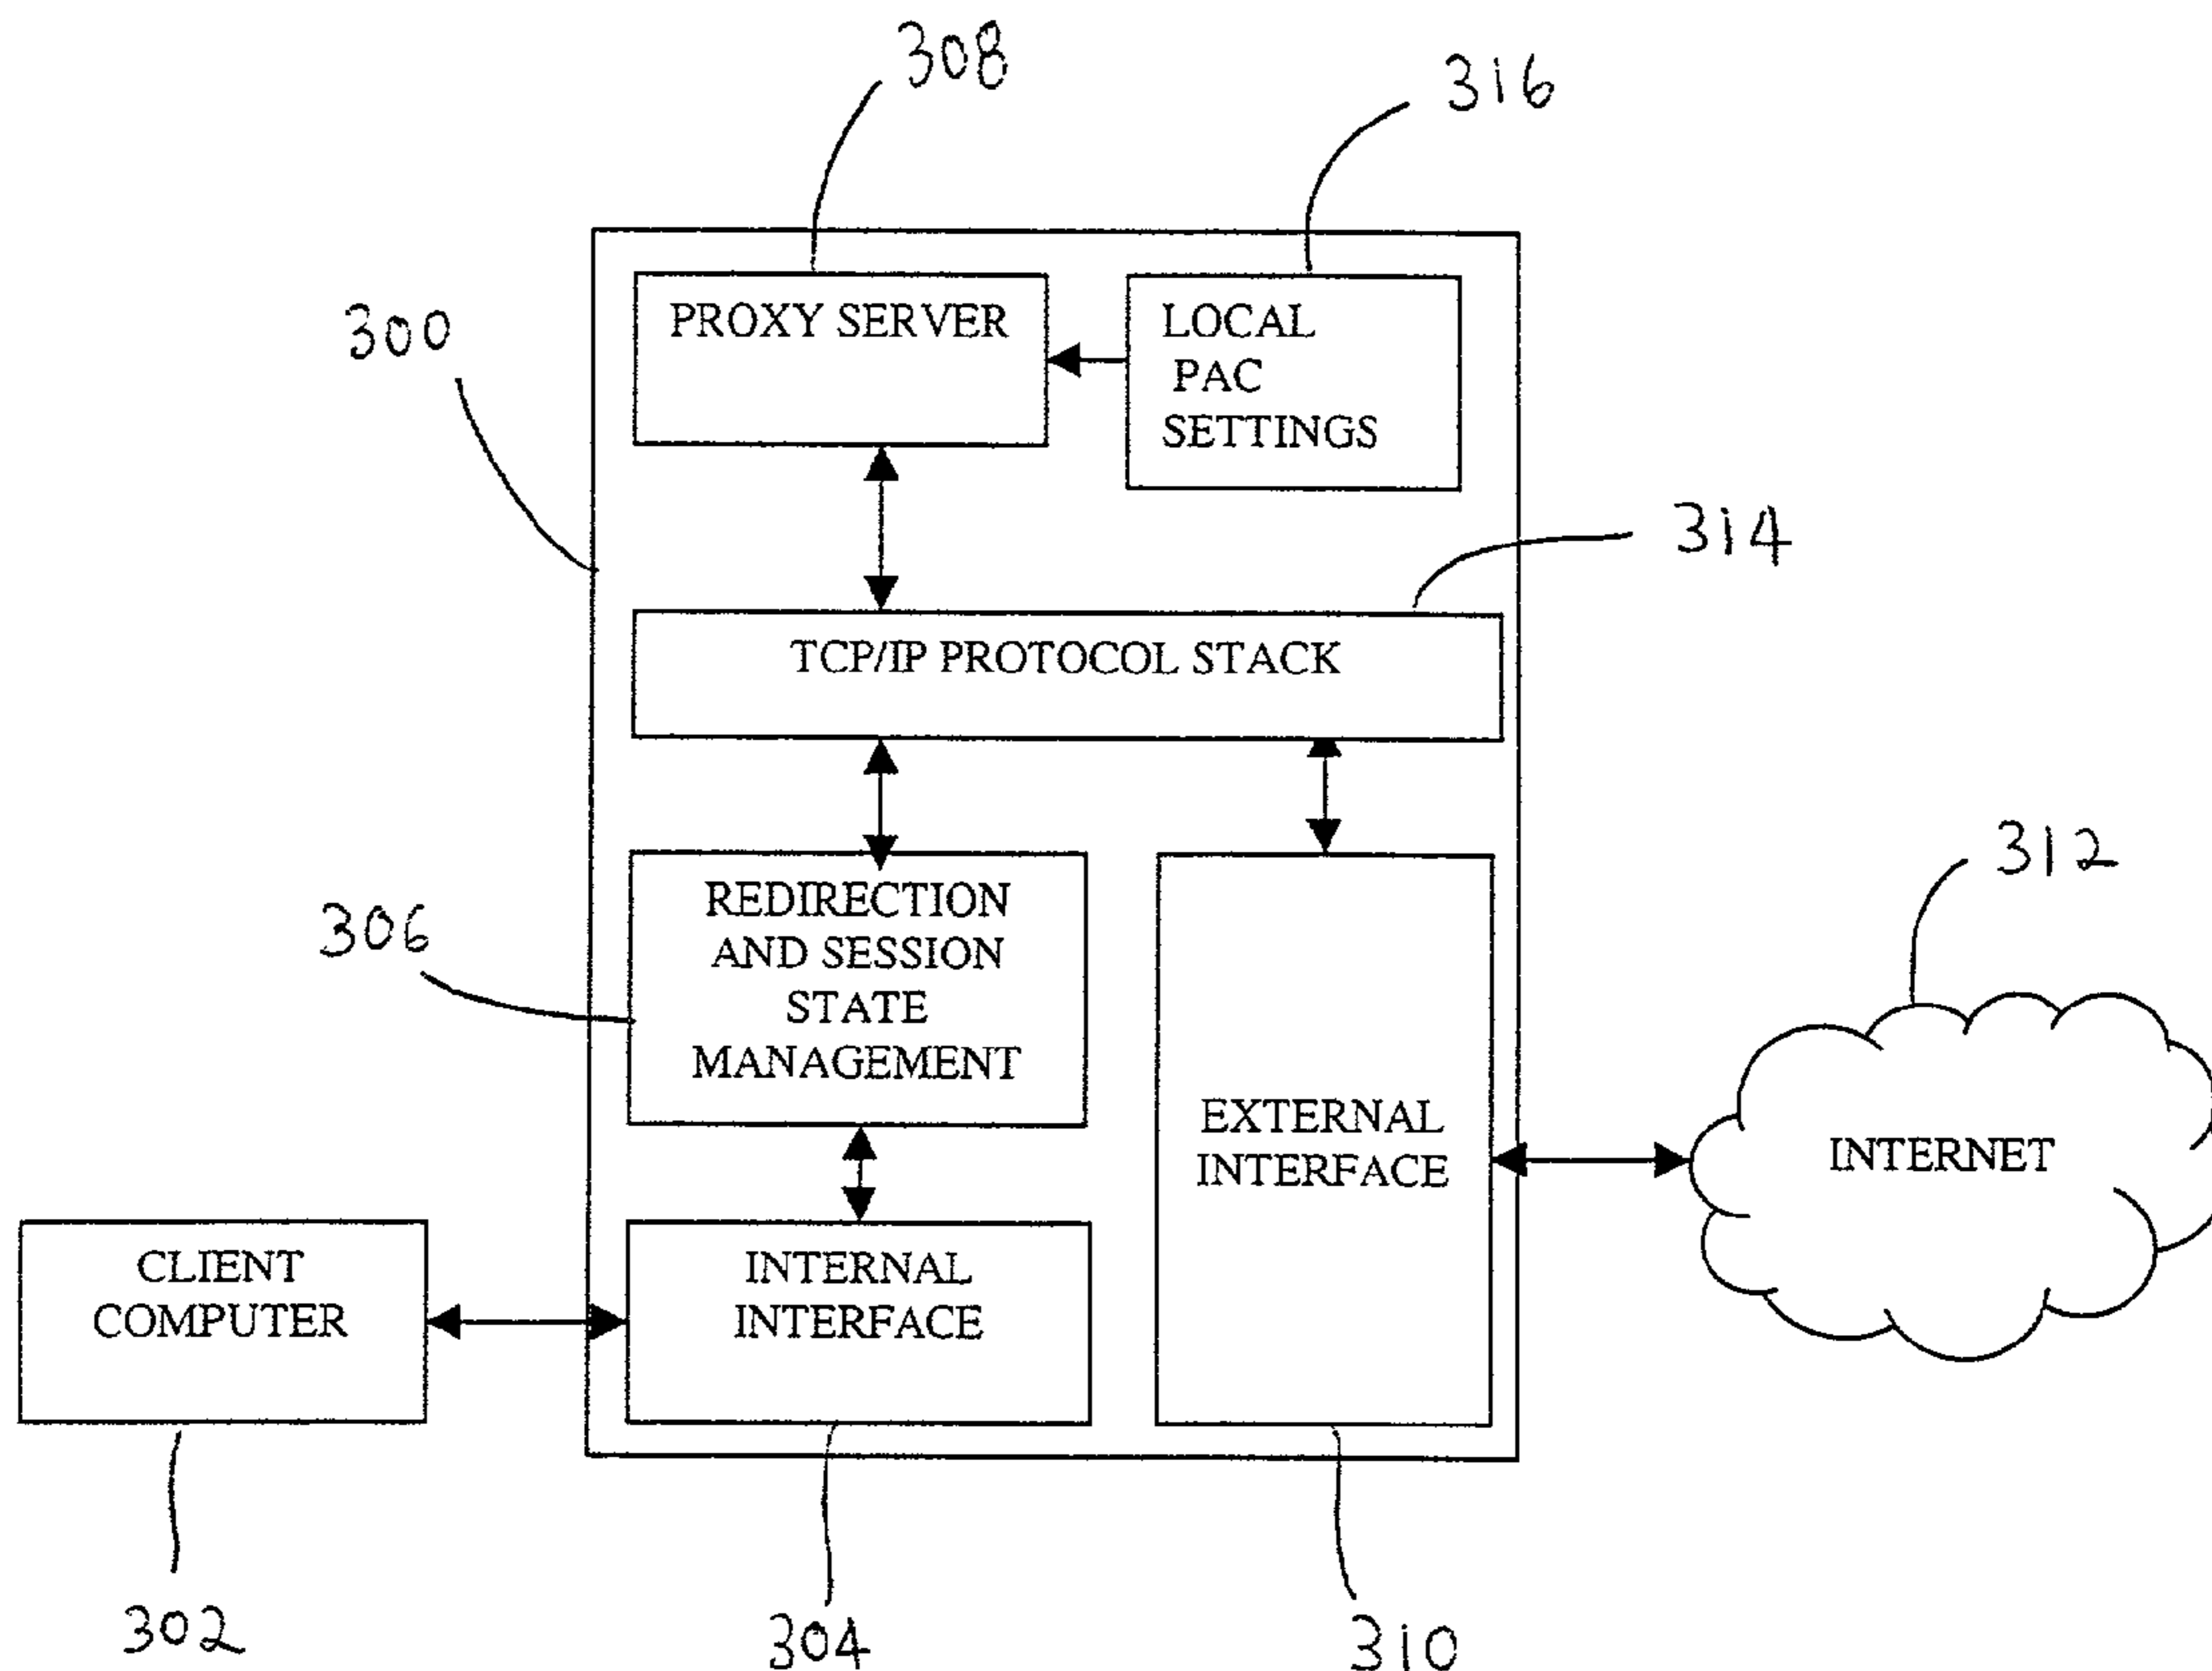 308
316
300
PROXY SERVER
LOCAL
PAC
SETTINGS
314
TCP/IP PROTOCOL STACK
312
306
REDIRECTION
AND SESSION
STATE
MANAGEMENT
EXTERNAL
INTERFACE
INTERNET
CLIENT
COMPUTER
INTERNAL
INTERFACE
302
304
310